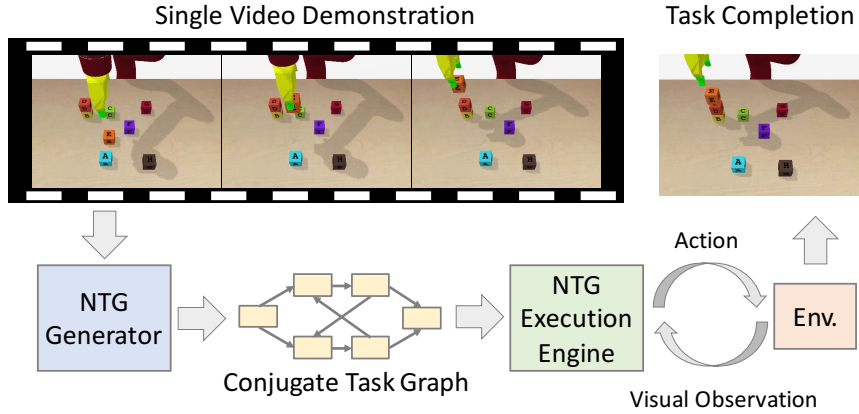 Single Video Demonstration
Task Completion
A
H
A
H
A
H
A
H
Action
NTG
Generator
NTG
Execution
Engine
Env.
Conjugate Task Graph
Visual Observation